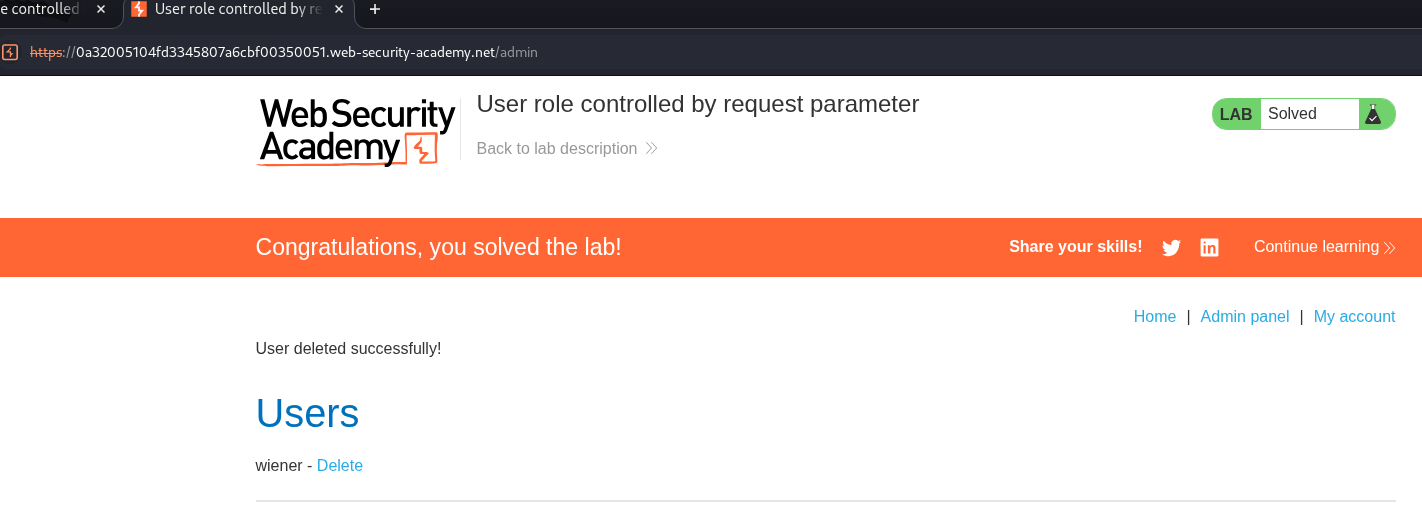 e controlled × User role controlled by re × +
https://0a32005104fd3345807a6cbf00350051.web-security-academy.net/admin
Web Security
Academy
User role controlled by request parameter
Back to lab description
LAB Solved
Congratulations, you solved the lab!
Share your skills!
Continue learning
Home | Admin panel | My account
User deleted successfully!
Users
wiener - Delete